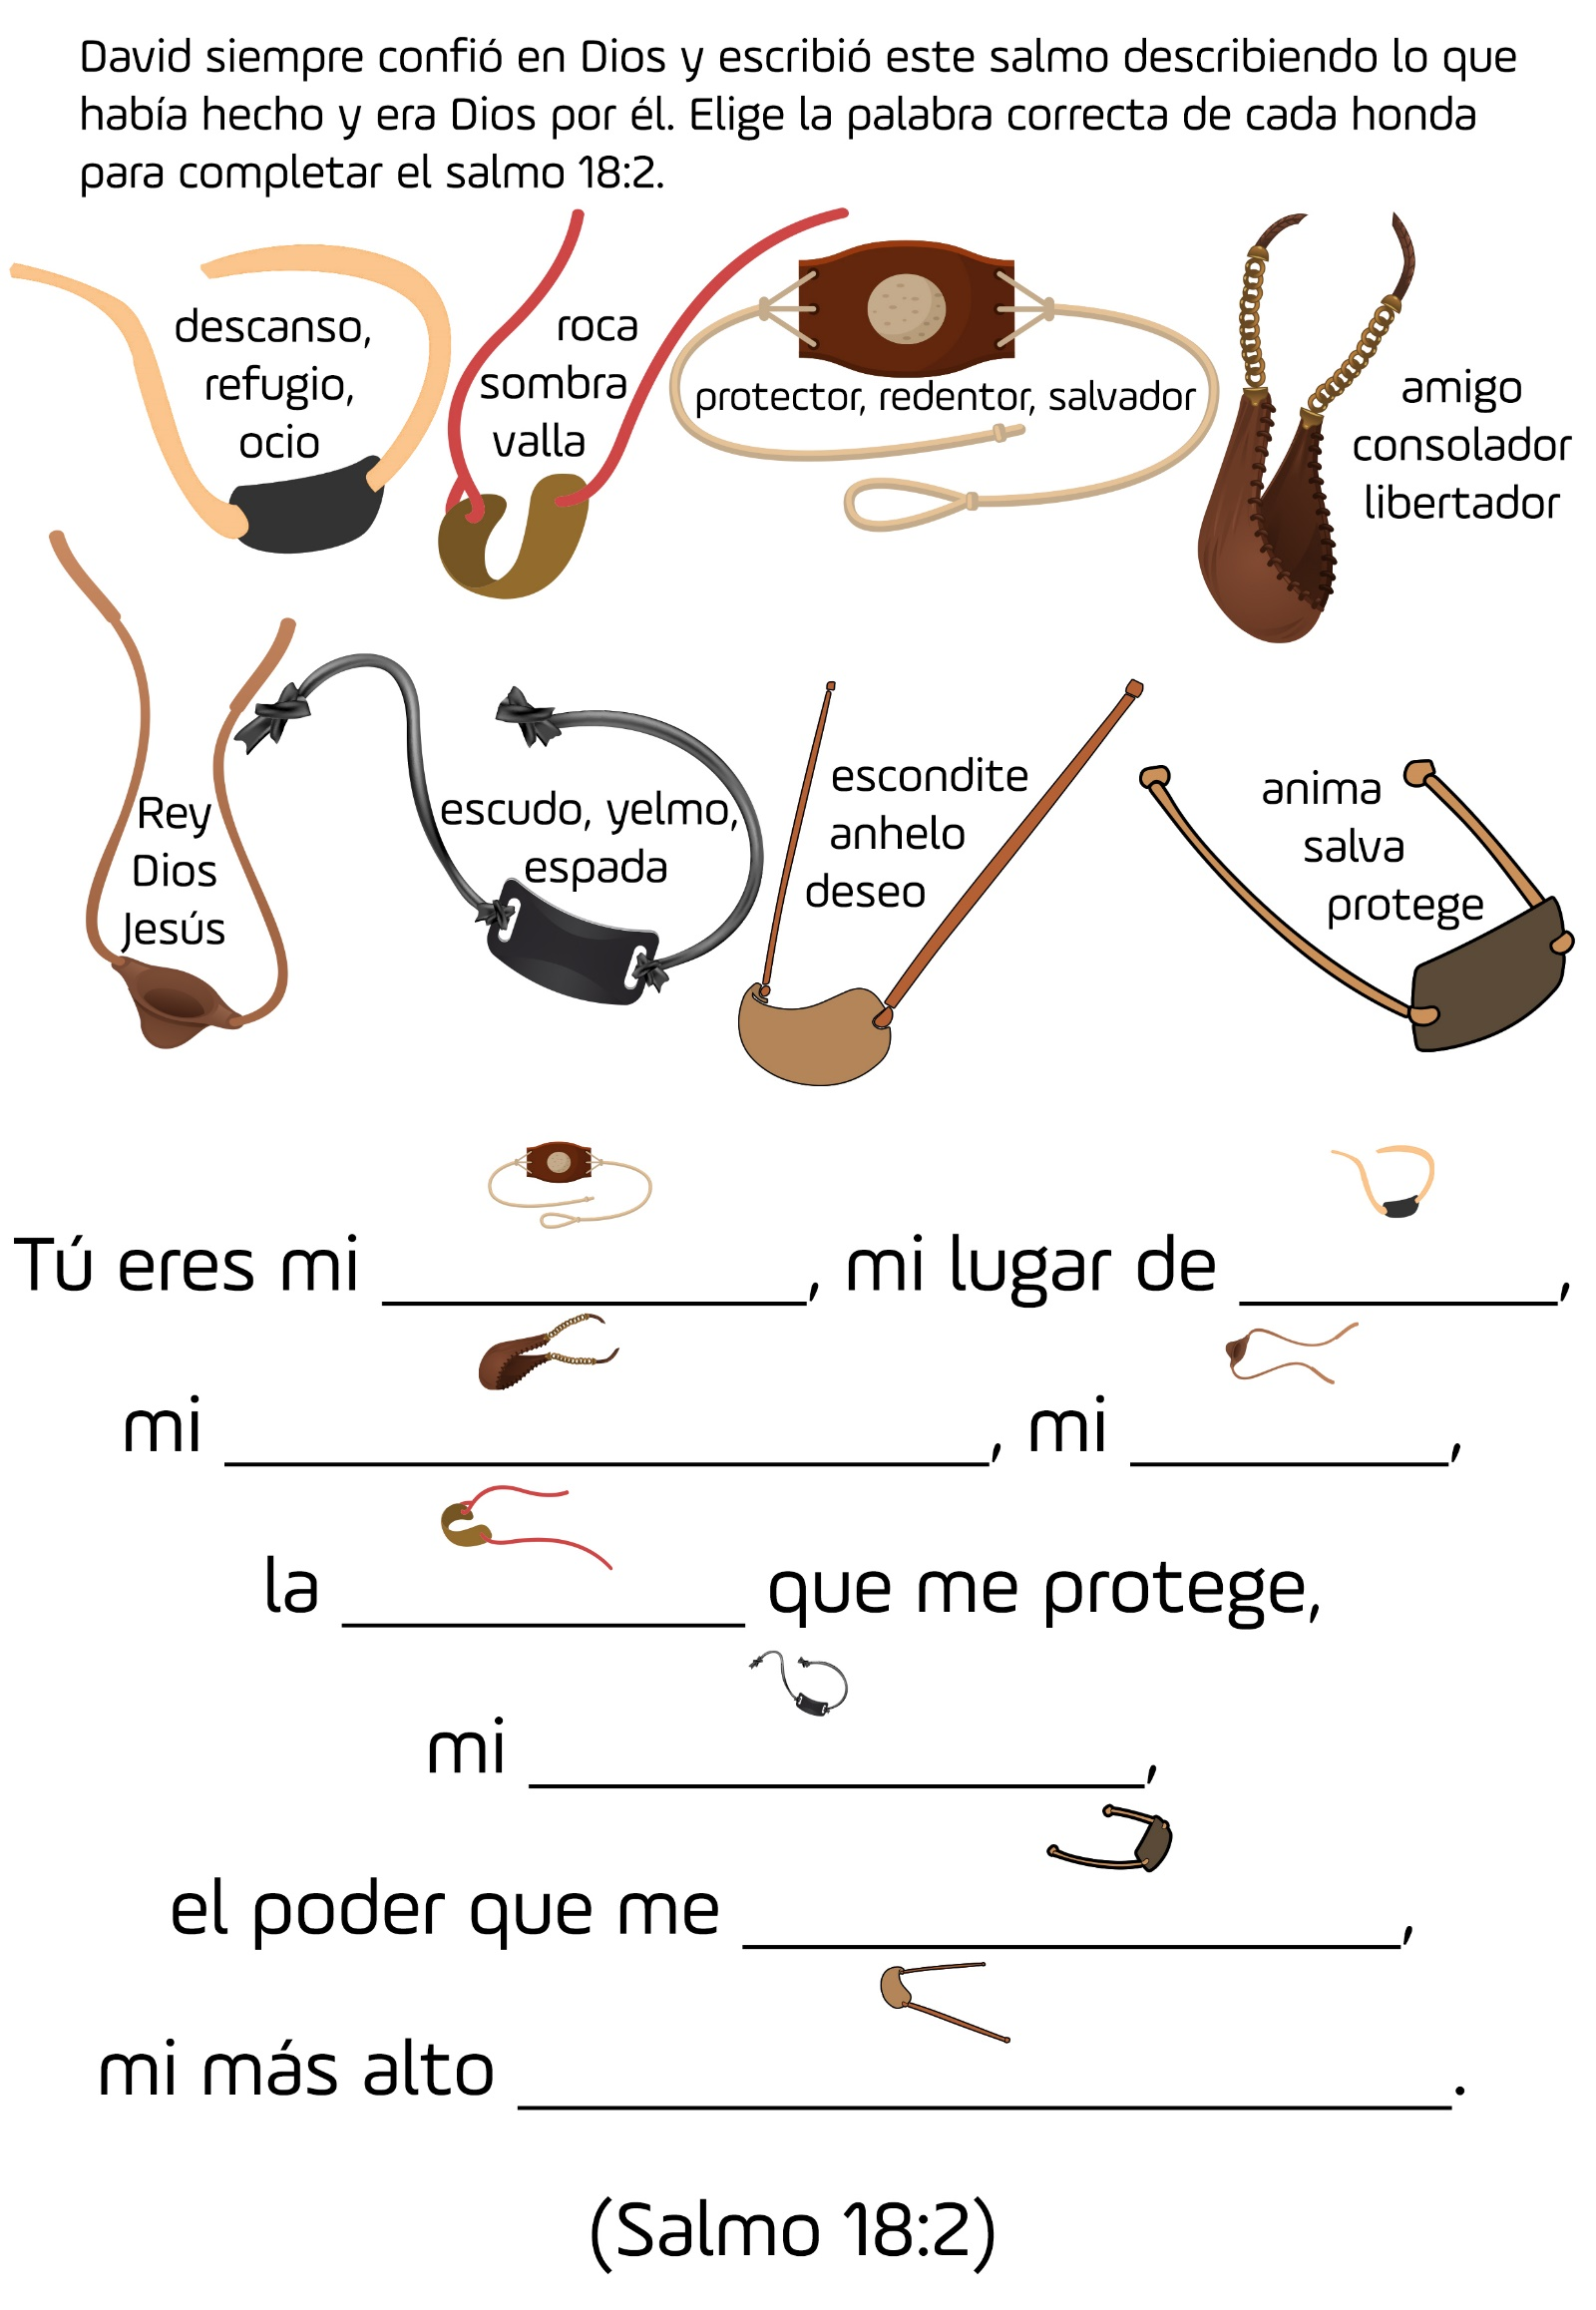 David siempre confió en Dios y escribió este salmo describiendo lo que
había hecho y era Dios por él. Elige la palabra correcta de cada honda
para completar el salmo 18:2.
descanso,
refugio,
ocio
roca
sombra
valla
protector, redentor, salvador
amigo
consolador
libertador
Rey
Dios
Jesús
escudo, yelmo,
espada
escondite
anhelo
deseo
anima
salva
protege
Tú eres mi ____________, mi lugar de _________,
mi ______________________, mi _________,
la ___________ que me protege,
mi _________________,
el poder que me ___________________,
mi más alto ___________________________.
(Salmo 18:2)